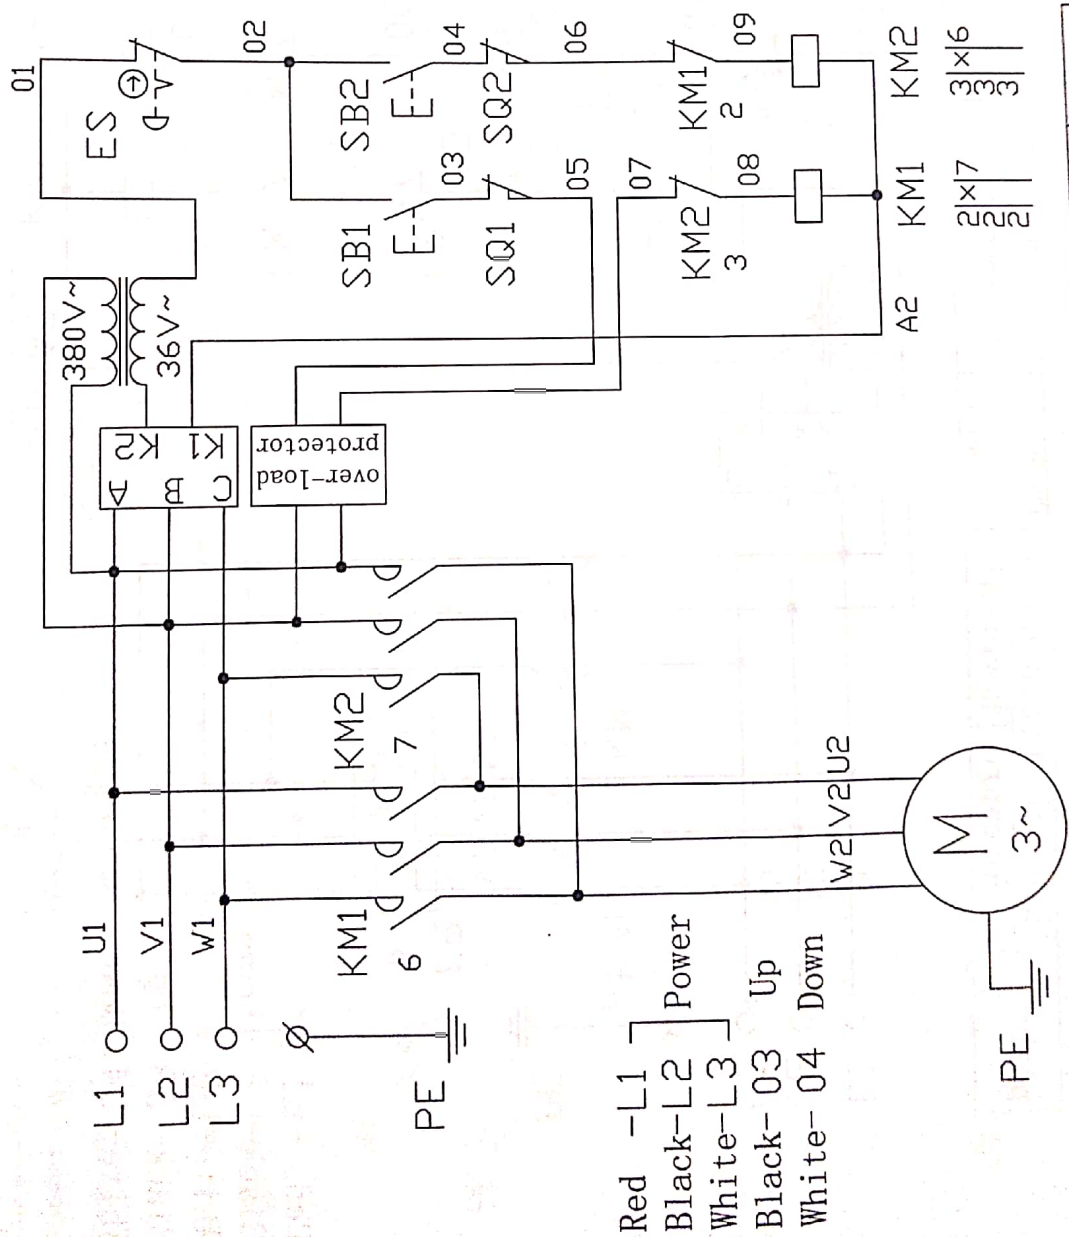 L1
L2
L3
U1
V1
W1
PE
KM1
6
KM2
7
A
B
C
K2
K1
over-load
protector
380V~
36V~
01
ES
02
SB1
SB2
03
04
SQ1
SQ2
05
06
07
KM2
3
KM1
2
08
09
A2
KM1
2×7
2
2
KM2
3×6
3
3
W2
V2
U2
M
3~
PE
Red -L1
Black-L2
White-L3
Power
Black- 03 Up
White- 04 Down